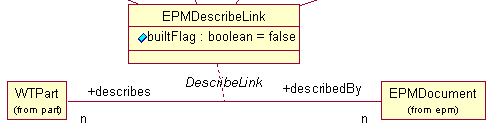 EPMDescribeLink
builtFlag : boolean = false
DescribeLink
WTPart
(from part)
+describes
n
+describedBy
n
EPMDocument
(from epm)